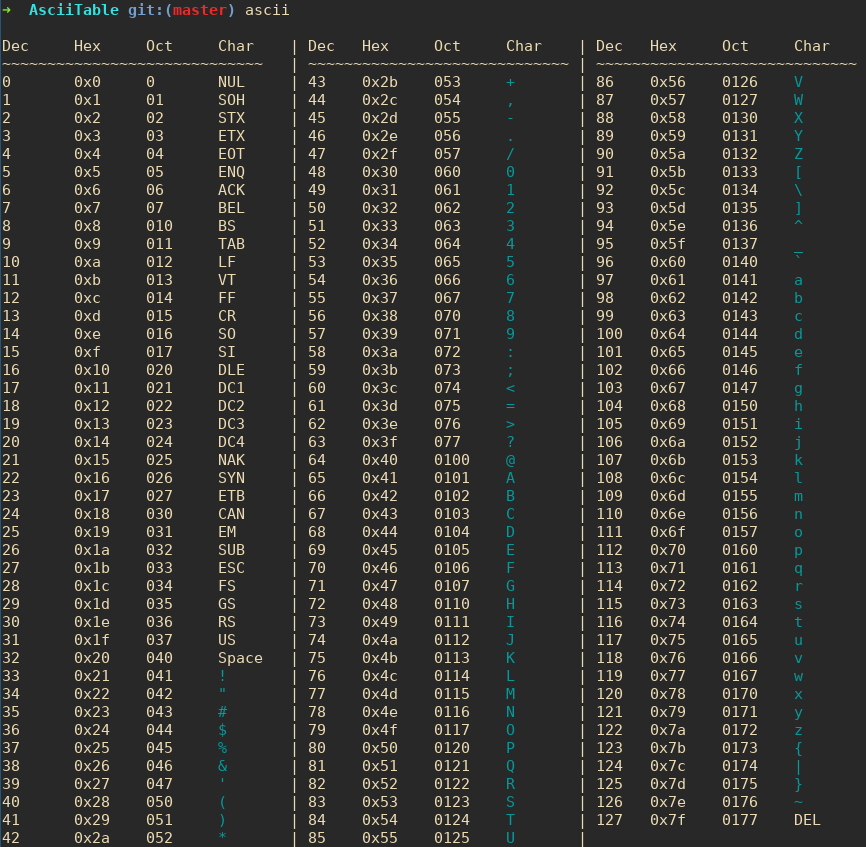 ➜  AsciiTable git:(master) ascii

Dec     Hex     Oct     Char    | Dec   Hex     Oct     Char    | Dec   Hex     Oct     Char
~~~~~~~~~~~~~~~~~~~~~~~~~~~~~   | ~~~~~~~~~~~~~~~~~~~~~~~~~~~~~ | ~~~~~~~~~~~~~~~~~~~~~~~~~~~~~
0       0x0     0       NUL     | 43    0x2b    053     +       | 86    0x56    0126    V
1       0x1     01      SOH     | 44    0x2c    054     ,       | 87    0x57    0127    W
2       0x2     02      STX     | 45    0x2d    055     -       | 88    0x58    0130    X
3       0x3     03      ETX     | 46    0x2e    056     .       | 89    0x59    0131    Y
4       0x4     04      EOT     | 47    0x2f    057     /       | 90    0x5a    0132    Z
5       0x5     05      ENQ     | 48    0x30    060     0       | 91    0x5b    0133    [
6       0x6     06      ACK     | 49    0x31    061     1       | 92    0x5c    0134    \
7       0x7     07      BEL     | 50    0x32    062     2       | 93    0x5d    0135    ]
8       0x8     010     BS      | 51    0x33    063     3       | 94    0x5e    0136    ^
9       0x9     011     TAB     | 52    0x34    064     4       | 95    0x5f    0137    _
10      0xa     012     LF      | 53    0x35    065     5       | 96    0x60    0140    `
11      0xb     013     VT      | 54    0x36    066     6       | 97    0x61    0141    a
12      0xc     014     FF      | 55    0x37    067     7       | 98    0x62    0142    b
13      0xd     015     CR      | 56    0x38    070     8       | 99    0x63    0143    c
14      0xe     016     SO      | 57    0x39    071     9       | 100   0x64    0144    d
15      0xf     017     SI      | 58    0x3a    072     :       | 101   0x65    0145    e
16      0x10    020     DLE     | 59    0x3b    073     ;       | 102   0x66    0146    f
17      0x11    021     DC1     | 60    0x3c    074     <       | 103   0x67    0147    g
18      0x12    022     DC2     | 61    0x3d    075     =       | 104   0x68    0150    h
19      0x13    023     DC3     | 62    0x3e    076     >       | 105   0x69    0151    i
20      0x14    024     DC4     | 63    0x3f    077     ?       | 106   0x6a    0152    j
21      0x15    025     NAK     | 64    0x40    0100    @       | 107   0x6b    0153    k
22      0x16    026     SYN     | 65    0x41    0101    A       | 108   0x6c    0154    l
23      0x17    027     ETB     | 66    0x42    0102    B       | 109   0x6d    0155    m
24      0x18    030     CAN     | 67    0x43    0103    C       | 110   0x6e    0156    n
25      0x19    031     EM      | 68    0x44    0104    D       | 111   0x6f    0157    o
26      0x1a    032     SUB     | 69    0x45    0105    E       | 112   0x70    0160    p
27      0x1b    033     ESC     | 70    0x46    0106    F       | 113   0x71    0161    q
28      0x1c    034     FS      | 71    0x47    0107    G       | 114   0x72    0162    r
29      0x1d    035     GS      | 72    0x48    0110    H       | 115   0x73    0163    s
30      0x1e    036     RS      | 73    0x49    0111    I       | 116   0x74    0164    t
31      0x1f    037     US      | 74    0x4a    0112    J       | 117   0x75    0165    u
32      0x20    040     Space   | 75    0x4b    0113    K       | 118   0x76    0166    v
33      0x21    041     !       | 76    0x4c    0114    L       | 119   0x77    0167    w
34      0x22    042     "       | 77    0x4d    0115    M       | 120   0x78    0170    x
35      0x23    043     #       | 78    0x4e    0116    N       | 121   0x79    0171    y
36      0x24    044     $       | 79    0x4f    0117    O       | 122   0x7a    0172    z
37      0x25    045     %       | 80    0x50    0120    P       | 123   0x7b    0173    {
38      0x26    046     &       | 81    0x51    0121    Q       | 124   0x7c    0174    |
39      0x27    047     '       | 82    0x52    0122    R       | 125   0x7d    0175    }
40      0x28    050     (       | 83    0x53    0123    S       | 126   0x7e    0176    ~
41      0x29    051     )       | 84    0x54    0124    T       | 127   0x7f    0177    DEL
42      0x2a    052     *       | 85    0x55    0125    U       |